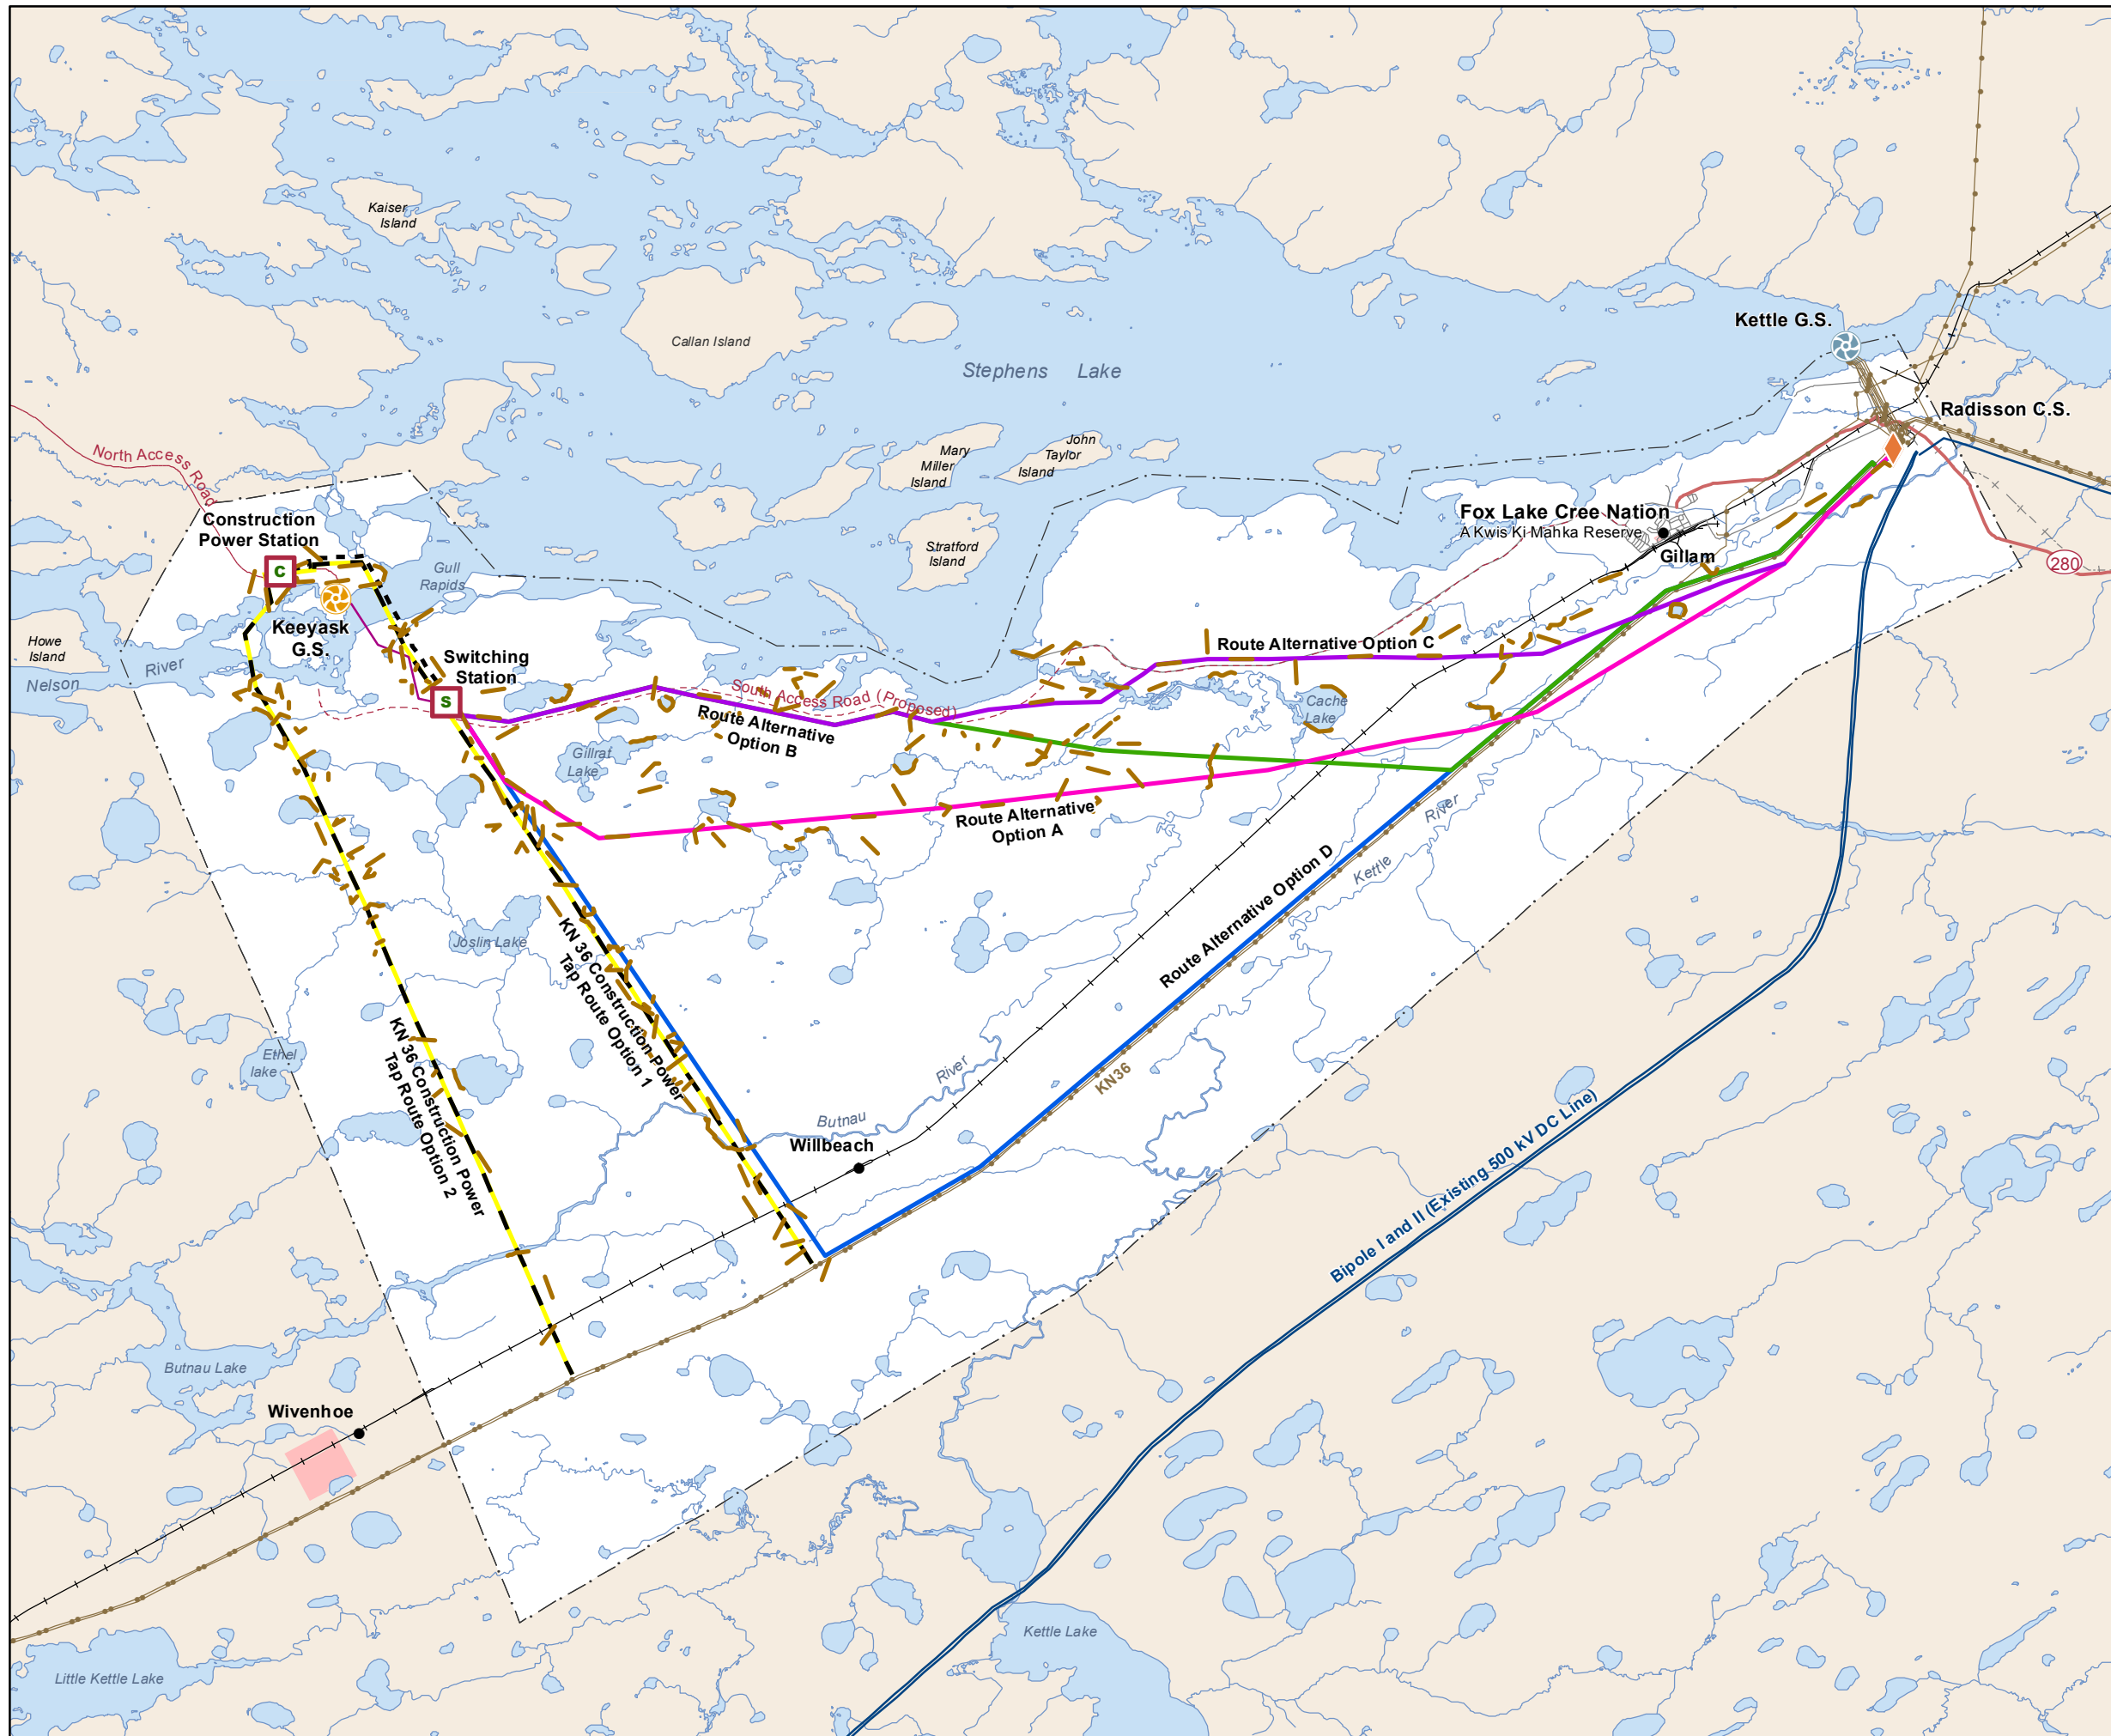 Kaiser
Island
Kettle G.S.
Callan Island
Stephens Lake
Radisson C.S.
North Access Road
Mary
Miller
Island
John
Taylor
Island
Construction
Power Station
Fox Lake Cree Nation
A Kwis Ki Mahka Reserve
Gillam
Stratford
Island
C
Gull
Rapids
280
Keeyask
G.S.
Howe
Island
River
Nelson
Switching
Station
S
Route Alternative Option C
South Access Road (Proposed)
Route Alternative
Option B
Cache
Lake
Gillrat
Lake
Route Alternative
Option A
River
Kettle
Route Alternative Option D
Joslin Lake
KN 36 Construction Power
Tap Route Option 1
KN 36 Construction Power
Tap Route Option 2
Ethel
lake
River
Butnau
KN36
Willbeach
Bipole I and II (Existing 500 kV DC Line)
Butnau Lake
Wivenhoe
Kettle Lake
Little Kettle Lake